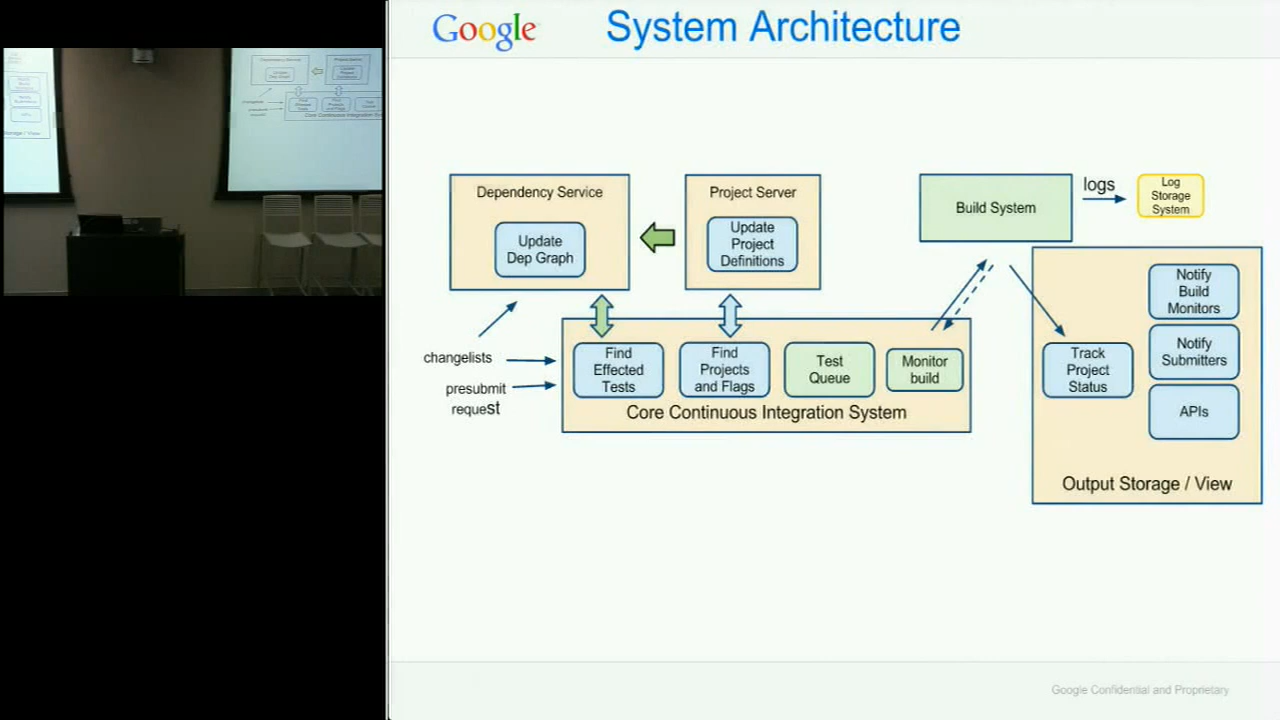 Google
System Architecture
Dependency Service
Update
Dep Graph
Project Server
Update
Project
Definitions
Build System
logs
Log
Storage
System
changelists
presubmit
request
Find
Effected
Tests
Find
Projects
and Flags
Test
Queue
Monitor
build
Core Continuous Integration System
Track
Project
Status
Notify
Build
Monitors
Notify
Submitters
APIs
Output Storage / View
Google Confidential and Proprietary